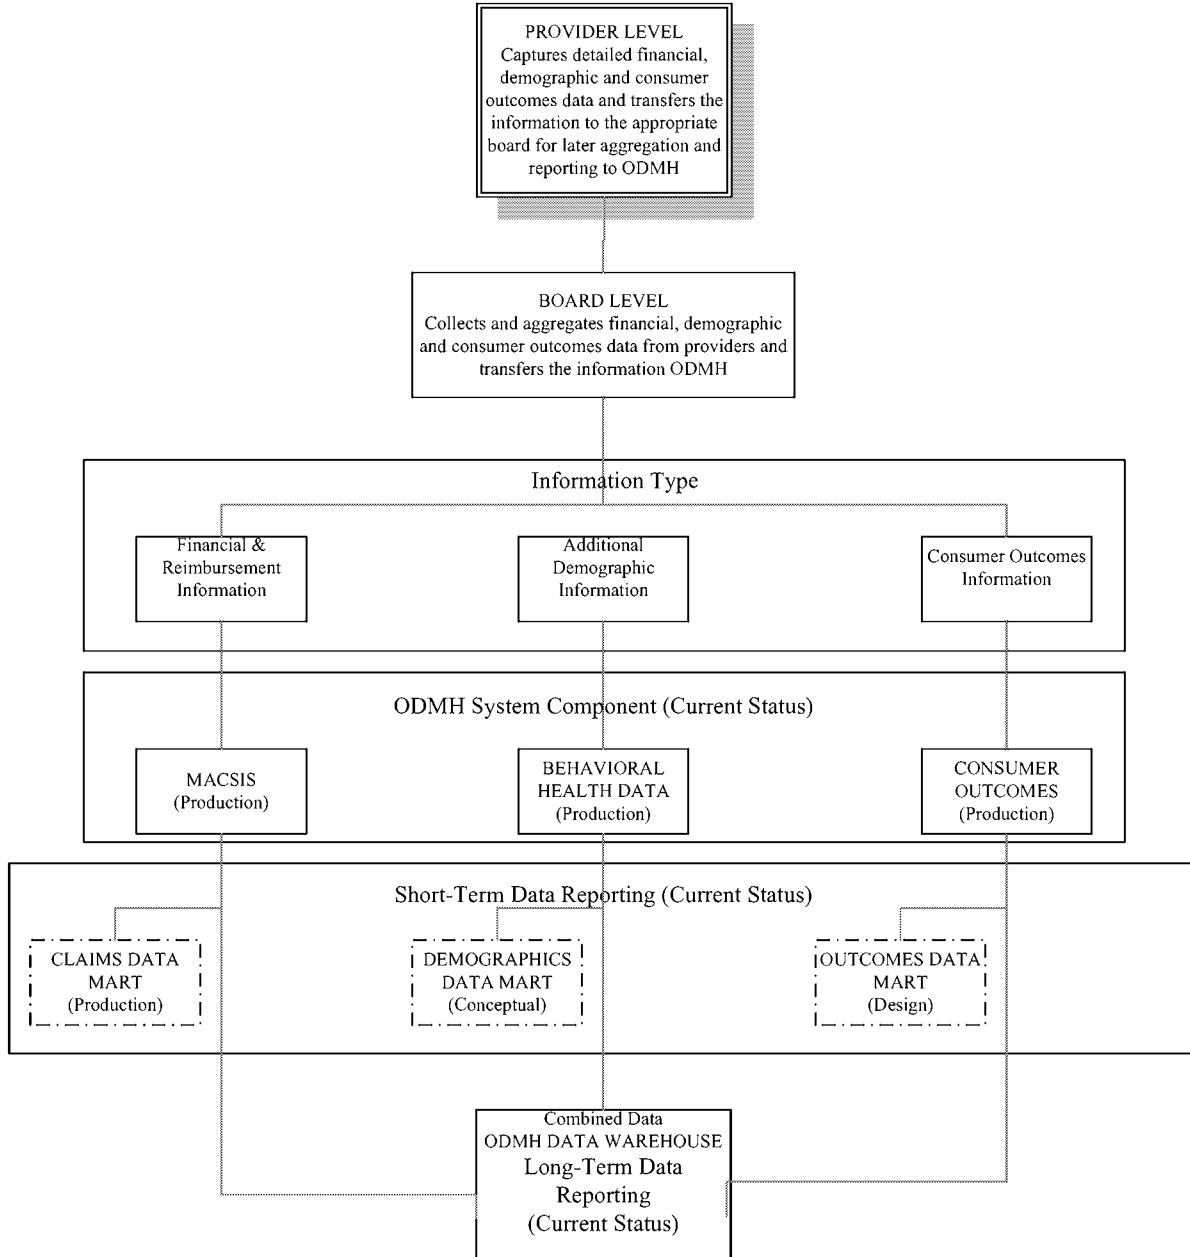 PROVIDER LEVEL
Captures detailed financial,
demographic and consumer
outcomes data and transfers the
information to the appropriate
board for later aggregation and
reporting to ODMH
BOARD LEVEL
Collects and aggregates financial, demographic
and consumer outcomes data from providers and
transfers the information ODMH
Information Type
Financial &
Reimbursement
Information
Additional
Demographic
Information
Consumer Outcomes
Information
ODMH System Component (Current Status)
MACSIS
(Production)
BEHAVIORAL
HEALTH DATA
(Production)
CONSUMER
OUTCOMES
(Production)
Short-Term Data Reporting (Current Status)
CLAIMS DATA
MART
(Production)
DEMOGRAPHICS
DATA MART
(Conceptual)
OUTCOMES DATA
MART
(Design)
Combined Data
ODMH DATA WAREHOUSE
Long-Term Data
Reporting
(Current Status)